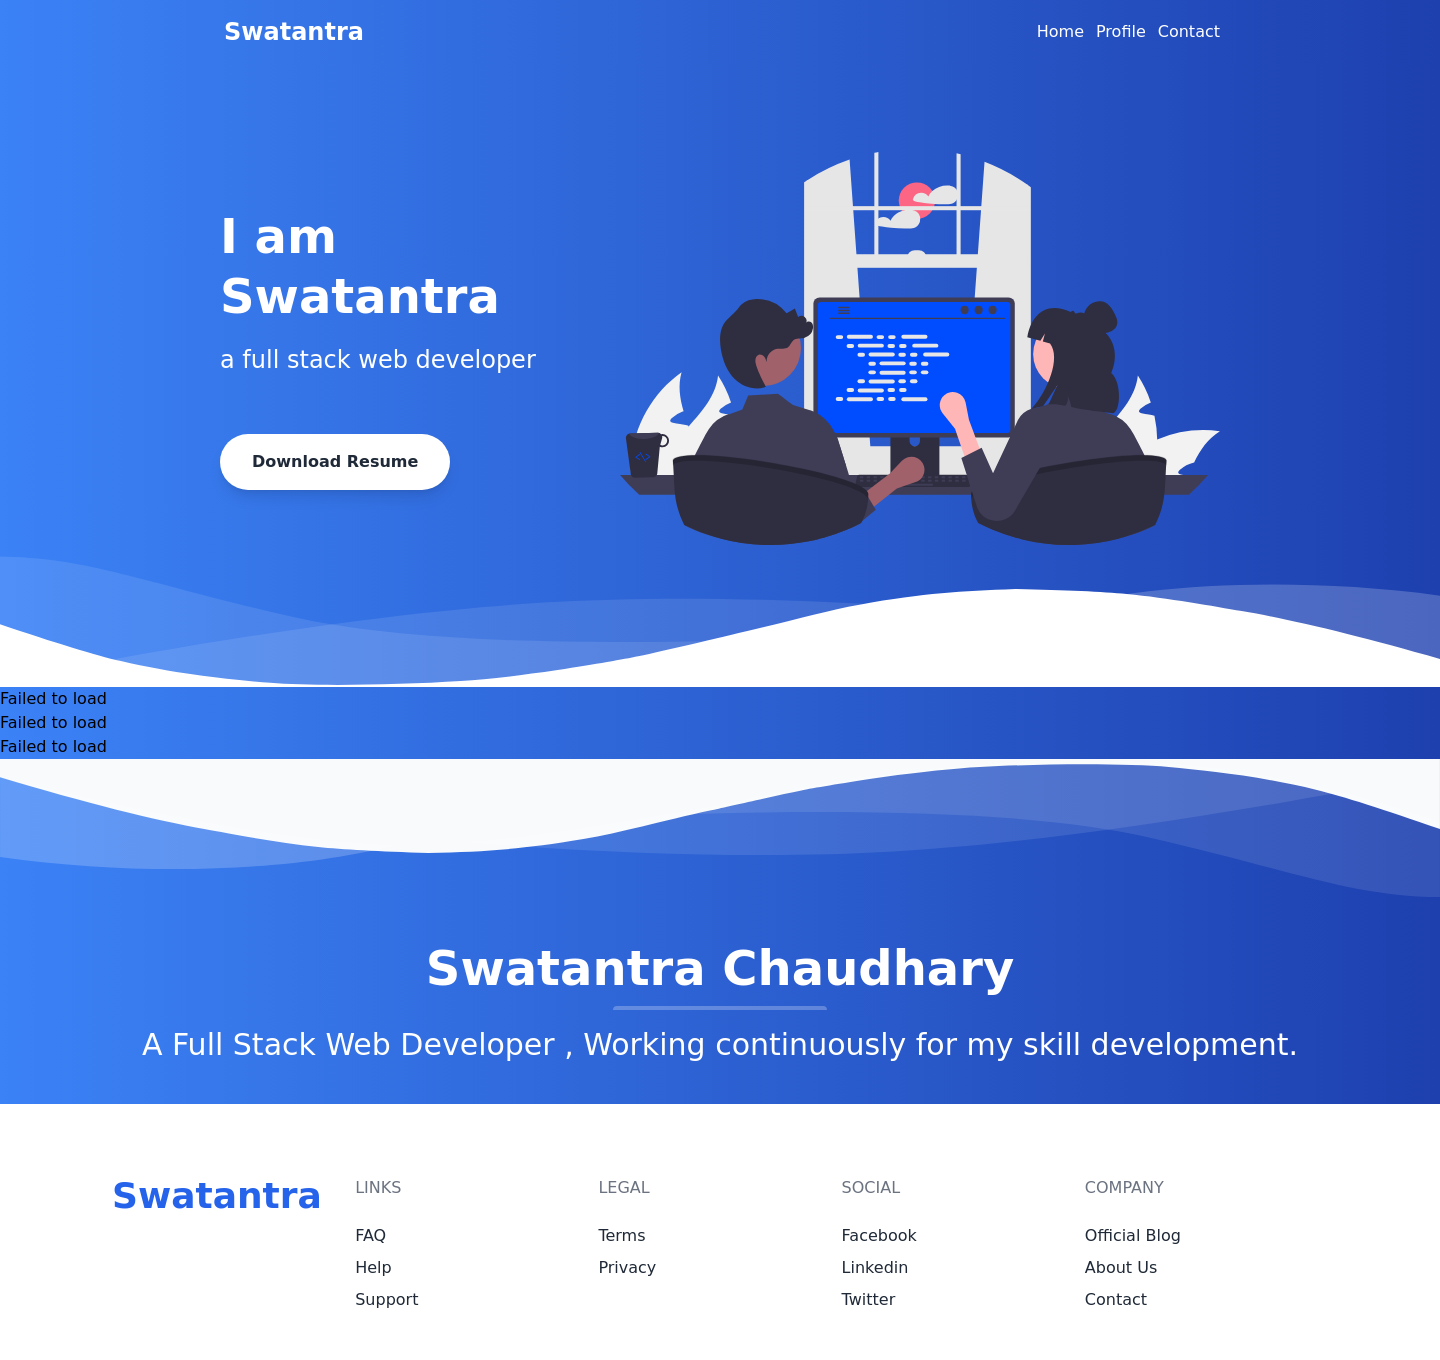 Swatantra
Home Profile Contact
I am
Swatantra
a full stack web developer
Download Resume
Failed to load
Failed to load
Failed to load
Swatantra Chaudhary
A Full Stack Web Developer , Working continuously for my skill development.
Swatantra
LINKS
FAQ
Help
Support
LEGAL
Terms
Privacy
SOCIAL
Facebook
Linkedin
Twitter
COMPANY
Official Blog
About Us
Contact